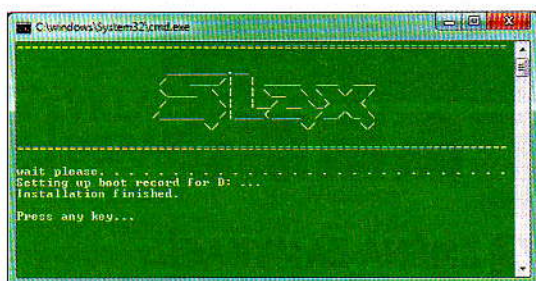 C:\windows\System32\cmd.exe
Slax
wait please. . . . . . . . . . . . . . . . . . . . . . . . . . . . . .
Setting up boot record for D: ...
Installation finished.
Press any key...